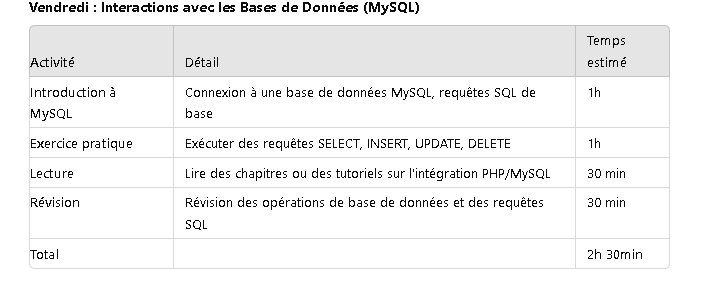 Vendredi : Interactions avec les Bases de Données (MySQL)
Activité Détail Temps estimé
Introduction à MySQL Connexion à une base de données MySQL, requêtes SQL de base 1h
Exercice pratique Exécuter des requêtes SELECT, INSERT, UPDATE, DELETE 1h
Lecture Lire des chapitres ou des tutoriels sur l'intégration PHP/MySQL 30 min
Révision Révision des opérations de base de données et des requêtes SQL 30 min
Total 2h 30min